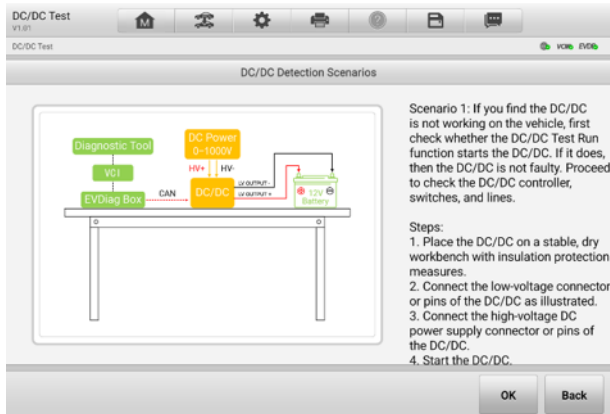 DC/DC Test
V1.01
DC/DC Test
VCI
EVDB
DC/DC Detection Scenarios
Diagnostic Tool
VCI
EVDiag Box
CAN
DC Power
0~1000V
HV+
HV-
DC/DC
LV OUTPUT -
LV OUTPUT +
12V
Battery
Scenario 1: If you find the DC/DC
is not working on the vehicle, first
check whether the DC/DC Test Run
function starts the DC/DC. If it does,
then the DC/DC is not faulty. Proceed
to check the DC/DC controller,
switches, and lines.
Steps:
1. Place the DC/DC on a stable, dry
workbench with insulation protection
measures.
2. Connect the low-voltage connector
or pins of the DC/DC as illustrated.
3. Connect the high-voltage DC
power supply connector or pins of
the DC/DC.
4. Start the DC/DC.
OK
Back